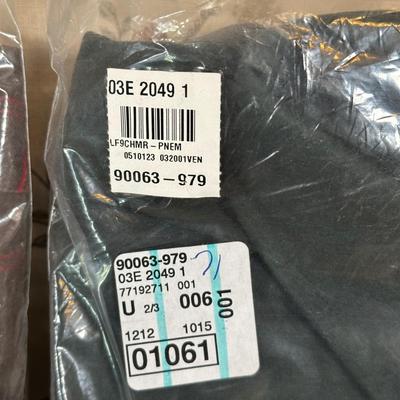 03E 2049 1
LF9CHMR-PNEM
0510123 032001VEN
90063-979
90063-979
03E 2049 1
77192711 001
U 2/3 006 001
1212 1015
01061